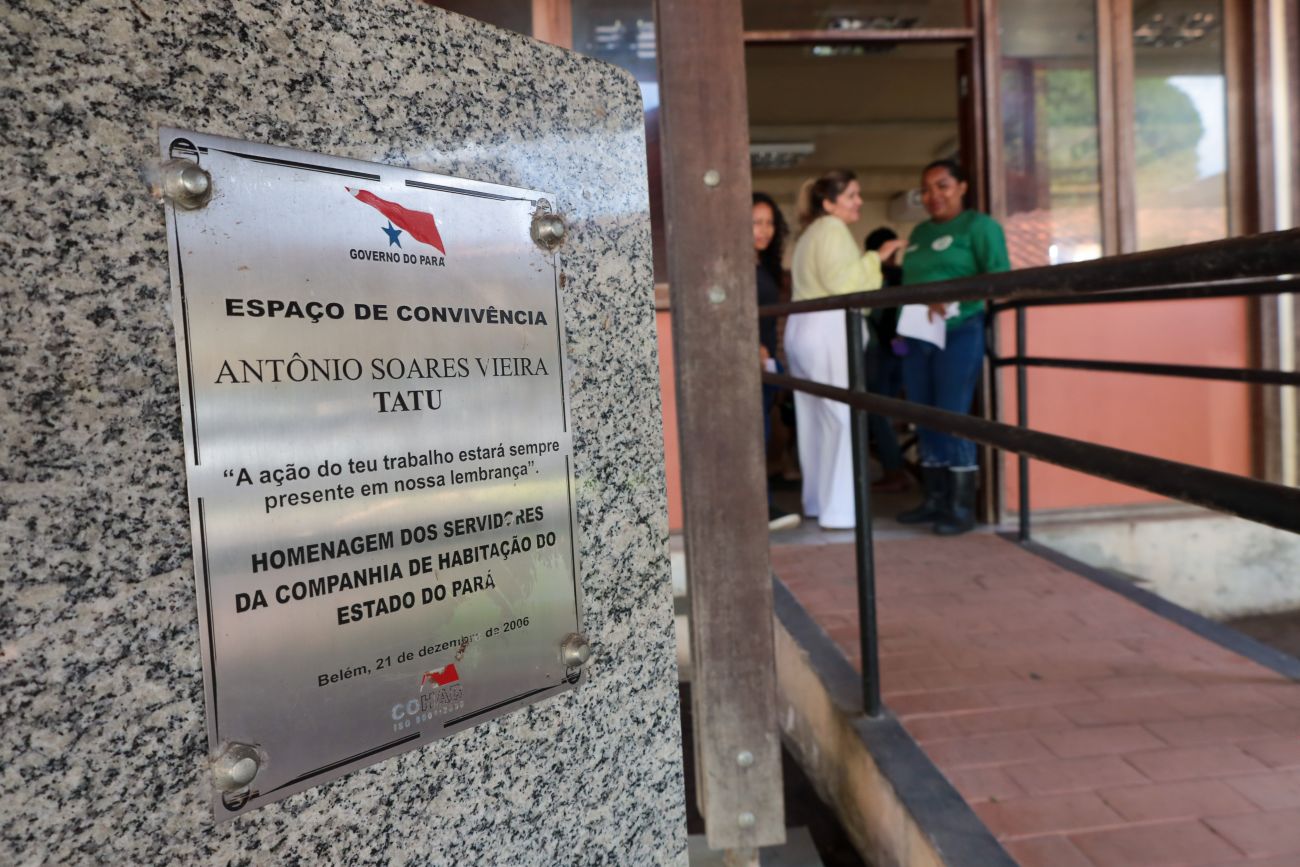 GOVERNO DO PARÁ
ESPAÇO DE CONVIVÊNCIA
ANTÔNIO SOARES VIEIRA
TATU
“A ação do teu trabalho estará sempre
presente em nossa lembrança”.
HOMENAGEM DOS SERVIDORES
DA COMPANHIA DE HABITAÇÃO DO
ESTADO DO PARÁ
Belém, 21 de dezembro de 2006
COHAB